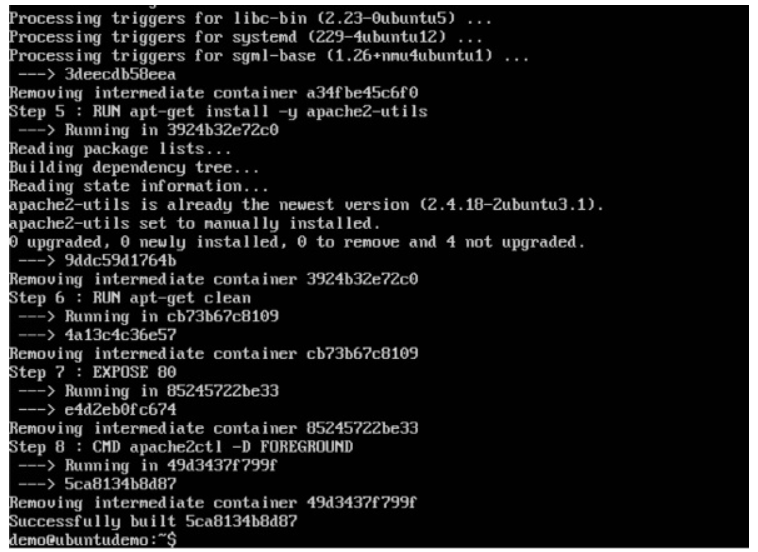 Processing triggers for libc-bin (2.23-0ubuntu5) ...
Processing triggers for systemd (229-4ubuntu12) ...
Processing triggers for sgml-base (1.26+nmu4ubuntu1) ...
 ---> 3deecdb58eea
Removing intermediate container a34fbe45c6f0
Step 5 : RUN apt-get install -y apache2-utils
 ---> Running in 3924b32e72c0
Reading package lists...
Building dependency tree...
Reading state information...
apache2-utils is already the newest version (2.4.18-2ubuntu3.1).
apache2-utils set to manually installed.
0 upgraded, 0 newly installed, 0 to remove and 4 not upgraded.
 ---> 9ddc59d1764b
Removing intermediate container 3924b32e72c0
Step 6 : RUN apt-get clean
 ---> Running in cb73b67c8109
 ---> 4a13c4c36e57
Removing intermediate container cb73b67c8109
Step 7 : EXPOSE 80
 ---> Running in 85245722be33
 ---> e4d2eb0fc674
Removing intermediate container 85245722be33
Step 8 : CMD apache2ctl -D FOREGROUND
 ---> Running in 49d3437f799f
 ---> 5ca8134b8d87
Removing intermediate container 49d3437f799f
Successfully built 5ca8134b8d87
demo@ubuntudemo:~$